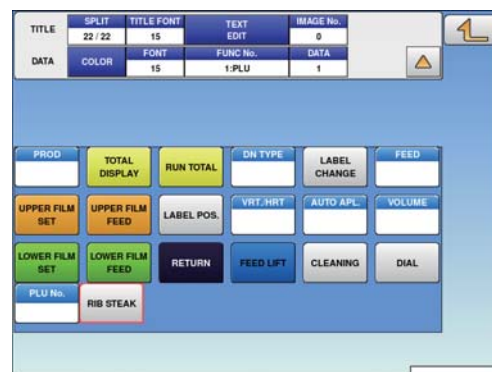 TITLE
SPLIT
TITLE FONT
TEXT
EDIT
IMAGE No.
22 / 22
15
0
DATA
COLOR
FONT
FUNC No.
DATA
15
1:PLU
1
PROD
TOTAL
DISPLAY
RUN TOTAL
DN TYPE
LABEL
CHANGE
FEED
UPPER FILM
SET
UPPER FILM
FEED
LABEL POS.
VRT./HRT
AUTO APL.
VOLUME
LOWER FILM
SET
LOWER FILM
FEED
RETURN
FEED LIFT
CLEANING
DIAL
PLU No.
RIB STEAK